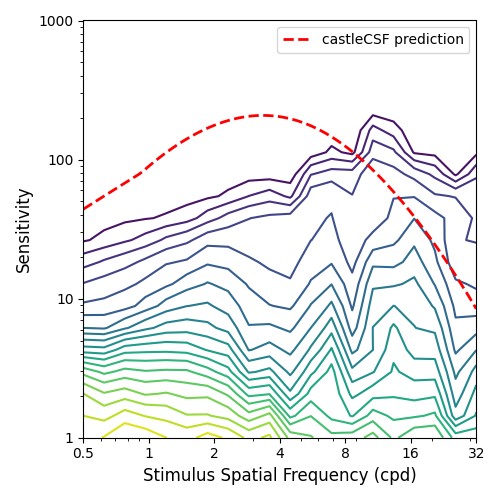 1000
castleCSF prediction
100
Sensitivity
10
1
0.5 1 2 4 8 16 32
Stimulus Spatial Frequency (cpd)